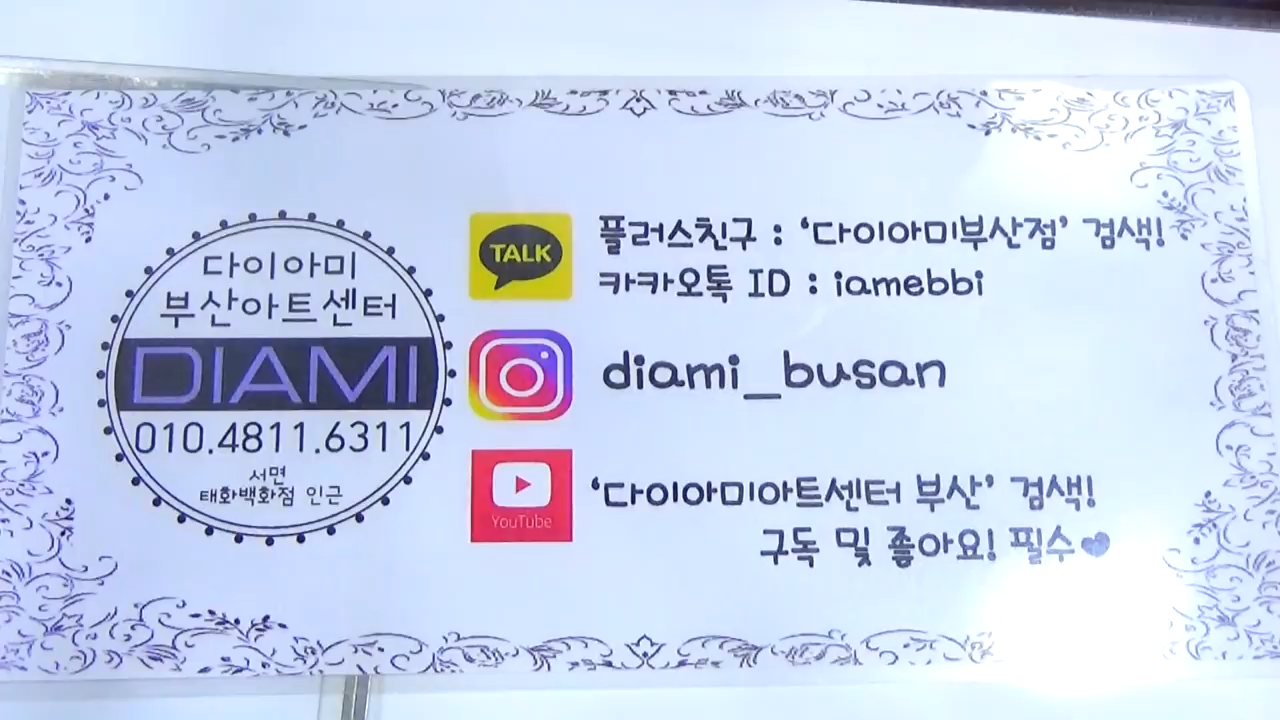 다이아미
부산아트센터
DIAMI
010.4811.6311
서면
태화백화점 인근
TALK
플러스친구 : ‘다이아미부산점’ 검색!
카카오톡 ID : iamebbi
diami_busan
YouTube
‘다이아미아트센터 부산’ 검색!
구독 및 좋아요! 필수